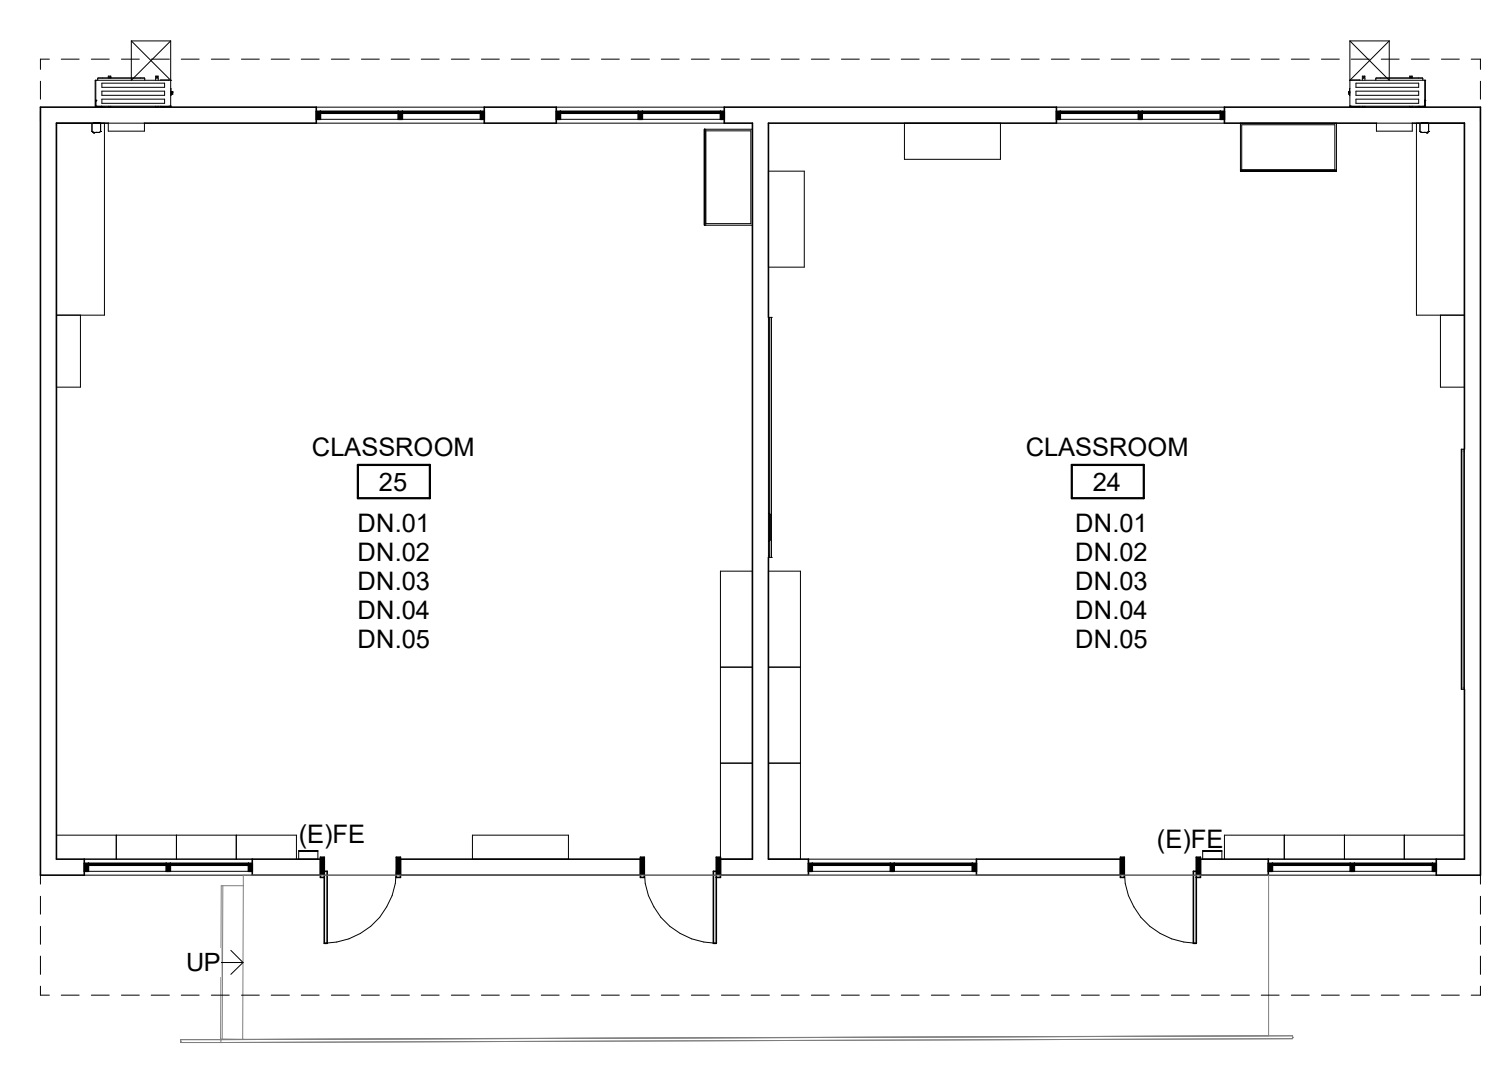 CLASSROOM
25
DN.01
DN.02
DN.03
DN.04
DN.05
CLASSROOM
24
DN.01
DN.02
DN.03
DN.04
DN.05
(E)FE
(E)FE
UP